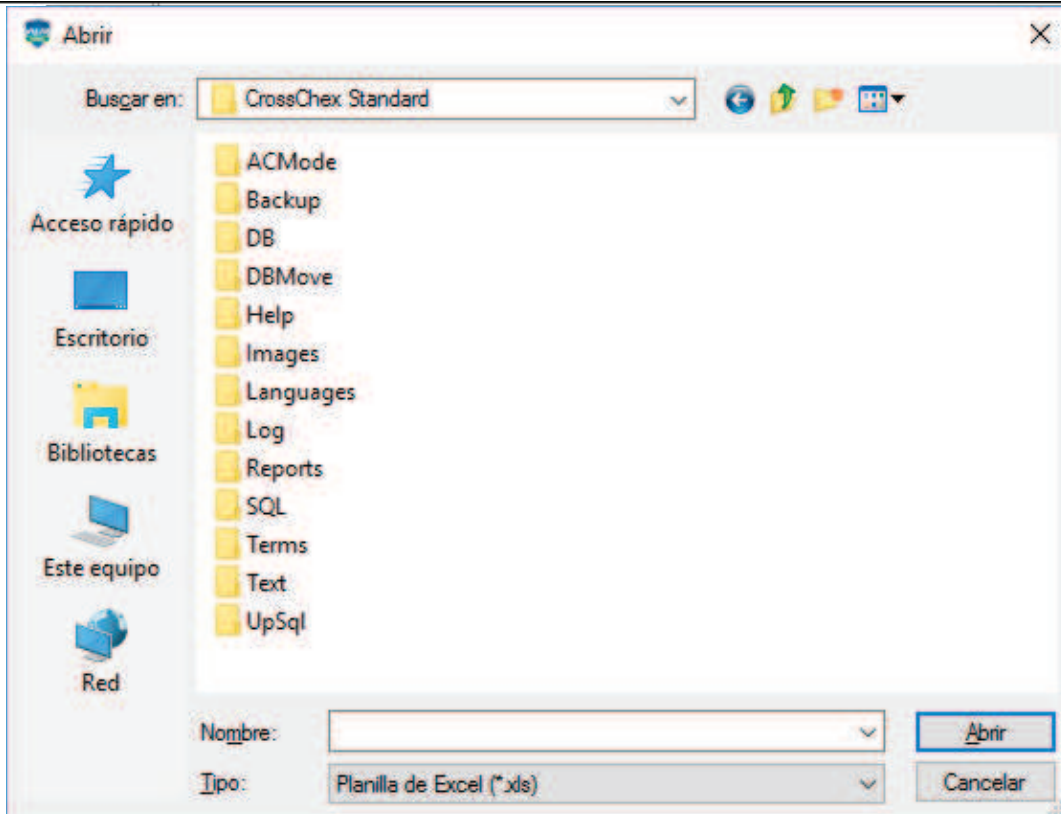 Abrir
Buscar en:
CrossChex Standard
Acceso rápido
Escritorio
Bibliotecas
Este equipo
Red
ACMode
Backup
DB
DBMove
Help
Images
Languages
Log
Reports
SQL
Terms
Text
UpSql
Nombre:
Abrir
Tipo:
Planilla de Excel (*.xls)
Cancelar